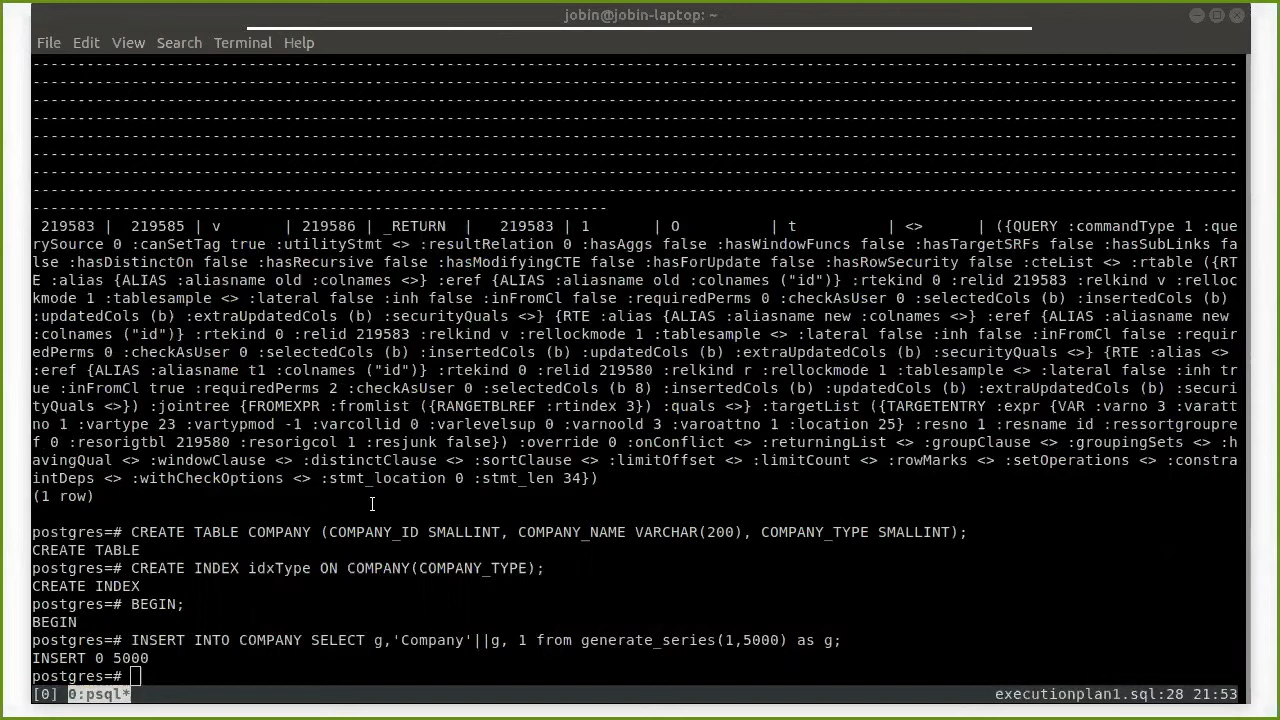 jobin@jobin-laptop: ~
File Edit View Search Terminal Help
--------------------------------------------------------------------------------------------------------------------------------------
--------------------------------------------------------------------------------------------------------------------------------------
--------------------------------------------------------------------------------------------------------------------------------------
--------------------------------------------------------------------------------------------------------------------------------------
--------------------------------------------------------------------------------------------------------------------------------------
--------------------------------------------------------------------------------------------------------------------------------------
--------------------------------------------------------------------------------------------------------------------------------------
--------------------------------------------------------------------------------------------------------------------------------------
----------------------------------------------------------------
219583 | 219585 | v | 219586 | _RETURN | 219583 | 1 | O | t | <> | ({QUERY :commandType 1 :que
rySource 0 :canSetTag true :utilityStmt <> :resultRelation 0 :hasAggs false :hasWindowFuncs false :hasTargetSRFs false :hasSubLinks fa
lse :hasDistinctOn false :hasRecursive false :hasModifyingCTE false :hasForUpdate false :hasRowSecurity false :cteList <> :rtable ({RT
E :alias {ALIAS :aliasname old :colnames <>} :eref {ALIAS :aliasname old :colnames ("id")} :rtekind 0 :relid 219583 :relkind v :relloc
kmode 1 :tablesample <> :lateral false :inh false :inFromCl false :requiredPerms 0 :checkAsUser 0 :selectedCols (b) :insertedCols (b)
:updatedCols (b) :extraUpdatedCols (b) :securityQuals <>} {RTE :alias {ALIAS :aliasname new :colnames <>} :eref {ALIAS :aliasname new
:colnames ("id")} :rtekind 0 :relid 219583 :relkind v :rellockmode 1 :tablesample <> :lateral false :inh false :inFromCl false :requir
edPerms 0 :checkAsUser 0 :selectedCols (b) :insertedCols (b) :updatedCols (b) :extraUpdatedCols (b) :securityQuals <>} {RTE :alias <>
:eref {ALIAS :aliasname t1 :colnames ("id")} :rtekind 0 :relid 219580 :relkind r :rellockmode 1 :tablesample <> :lateral false :inh tr
ue :inFromCl true :requiredPerms 2 :checkAsUser 0 :selectedCols (b 8) :insertedCols (b) :updatedCols (b) :extraUpdatedCols (b) :securi
tyQuals <>}) :jointree {FROMEXPR :fromlist ({RANGETBLREF :rtindex 3}) :quals <>} :targetList ({TARGETENTRY :expr {VAR :varno 3 :varatt
no 1 :vartype 23 :vartypmod -1 :varcollid 0 :varlevelsup 0 :varnoold 3 :varoattno 1 :location 25} :resno 1 :resname id :ressortgroupre
f 0 :resorigtbl 219580 :resorigcol 1 :resjunk false}) :override 0 :onConflict <> :returningList <> :groupClause <> :groupingSets <> :h
avingQual <> :windowClause <> :distinctClause <> :sortClause <> :limitOffset <> :limitCount <> :rowMarks <> :setOperations <> :constra
intDeps <> :withCheckOptions <> :stmt_location 0 :stmt_len 34})
(1 row)
postgres=# CREATE TABLE COMPANY (COMPANY_ID SMALLINT, COMPANY_NAME VARCHAR(200), COMPANY_TYPE SMALLINT);
CREATE TABLE
postgres=# CREATE INDEX idxType ON COMPANY(COMPANY_TYPE);
CREATE INDEX
postgres=# BEGIN;
BEGIN
postgres=# INSERT INTO COMPANY SELECT g,'Company'||g, 1 from generate_series(1,5000) as g;
INSERT 0 5000
postgres=#
[0] 0:psql* executionplan1.sql:28 21:53